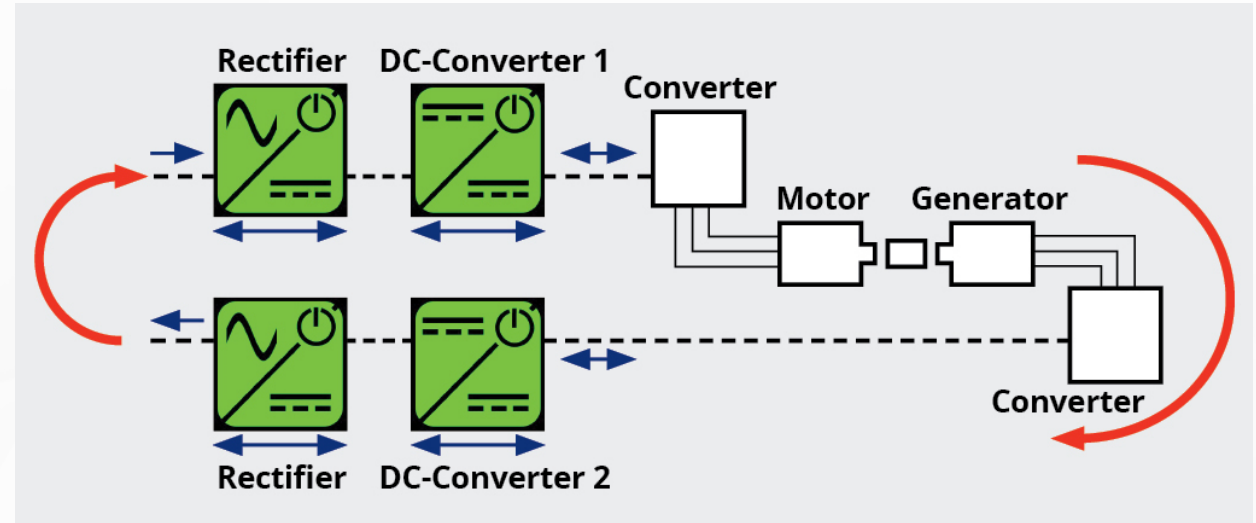 Rectifier
DC-Converter 1
Converter
Motor
Generator
Converter
Rectifier
DC-Converter 2